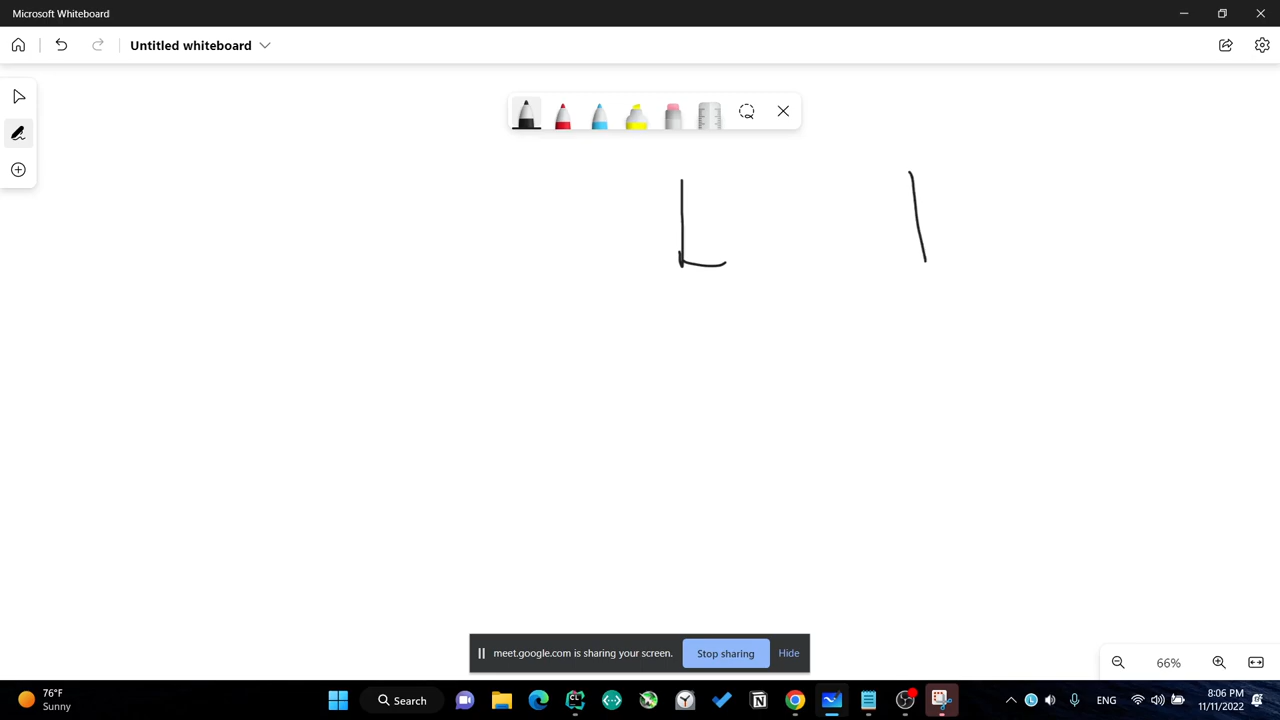 Microsoft Whiteboard
Untitled whiteboard
L \
meet.google.com is sharing your screen. Stop sharing Hide
66%
76°F
Sunny
Search
ENG
8:06 PM
11/11/2022